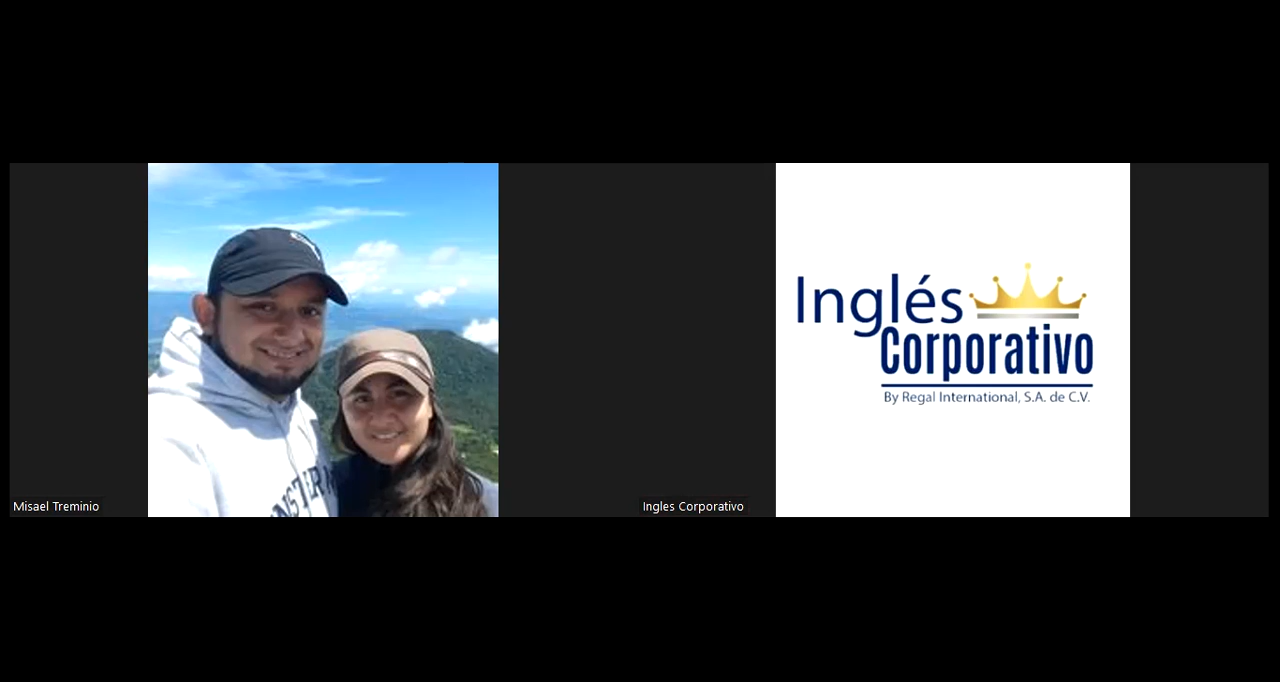 Misael Treminio
Inglés
Corporativo
By Regal International, S.A. de C.V.
Ingles Corporativo